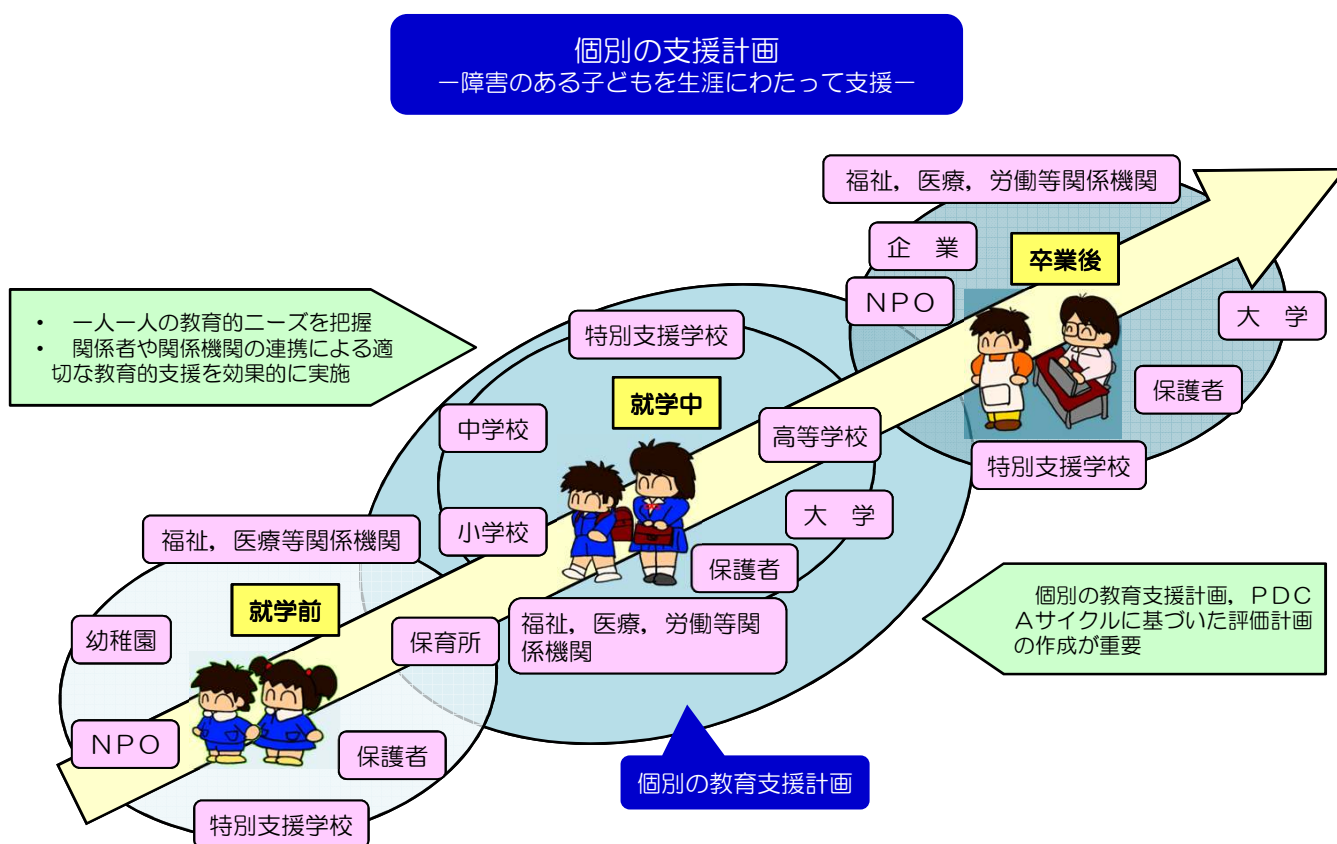 個別の支援計画
－障害のある子どもを生涯にわたって支援－
福祉，医療，労働等関係機関
企　業
卒業後
NPO
大　学
保護者
特別支援学校
・　一人一人の教育的ニーズを把握
・　関係者や関係機関の連携による適
切な教育的支援を効果的に実施
特別支援学校
就学中
中学校
高等学校
小学校
大　学
保護者
福祉，医療，労働等関
係機関
福祉，医療等関係機関
就学前
幼稚園
保育所
NPO
保護者
特別支援学校
個別の教育支援計画，ＰＤＣ
Ａサイクルに基づいた評価計画
の作成が重要
個別の教育支援計画